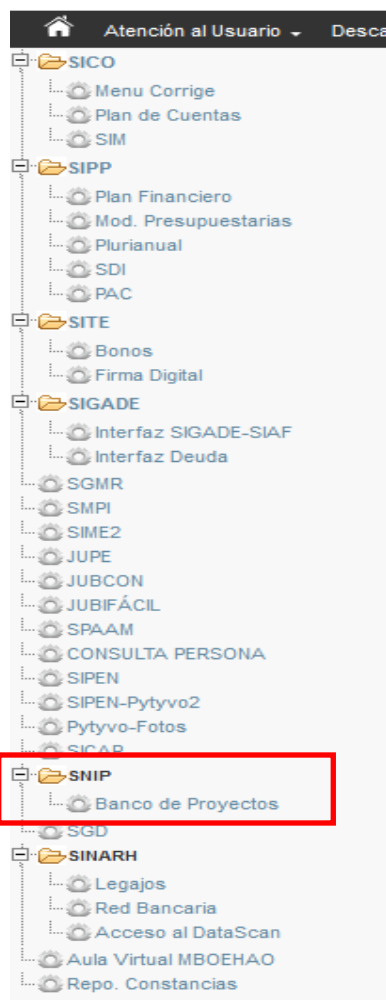 Atención al Usuario
SICO
Menu Corrige
Plan de Cuentas
SIM
SIPP
Plan Financiero
Mod. Presupuestarias
Plurianual
SDI
PAC
SITE
Bonos
Firma Digital
SIGADE
Interfaz SIGADE-SIAF
Interfaz Deuda
SGMR
SMPI
SIME2
JUPE
JUBCON
JUBIFÁCIL
SPAAM
CONSULTA PERSONA
SIPEN
SIPEN-Pytyvo2
Pytyvo-Fotos
SICAP
SNIP
Banco de Proyectos
SGD
SINARH
Legajos
Red Bancaria
Acceso al DataScan
Aula Virtual MBOEHAO
Repo. Constancias